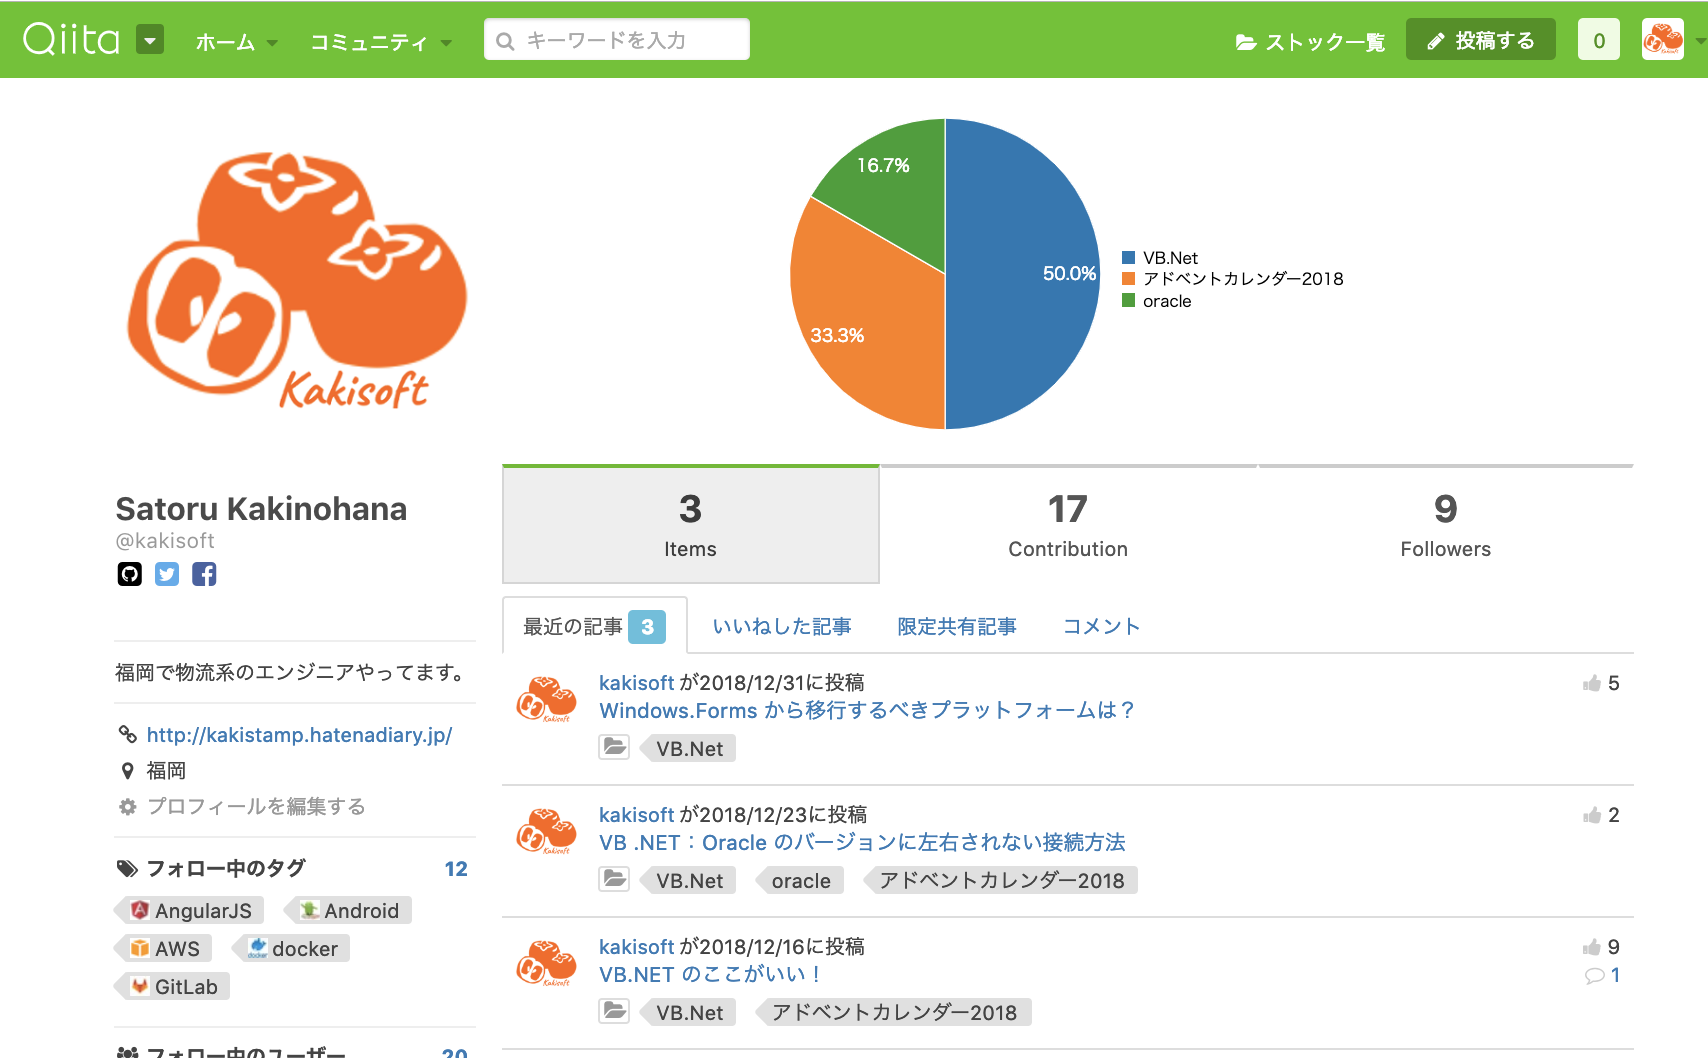 Qiita ホーム コミュニティ キーワードを入力 ストック一覧 投稿する 0
Kakisoft
16.7%
50.0%
33.3%
VB.Net
アドベントカレンダー2018
oracle
Satoru Kakinohana
@kakisoft
福岡で物流系のエンジニアやってます。
http://kakistamp.hatenadiary.jp/
福岡
プロフィールを編集する
フォロー中のタグ 12
AngularJS Android
AWS docker
GitLab
フォロー中のユーザー 20
3 17 9
Items Contribution Followers
最近の記事 3 いいねした記事 限定共有記事 コメント
kakisoft が2018/12/31に投稿 5
Windows.Forms から移行するべきプラットフォームは？
VB.Net
kakisoft が2018/12/23に投稿 2
VB .NET：Oracle のバージョンに左右されない接続方法
VB.Net oracle アドベントカレンダー2018
kakisoft が2018/12/16に投稿 9
VB.NET のここがいい！ 1
VB.Net アドベントカレンダー2018